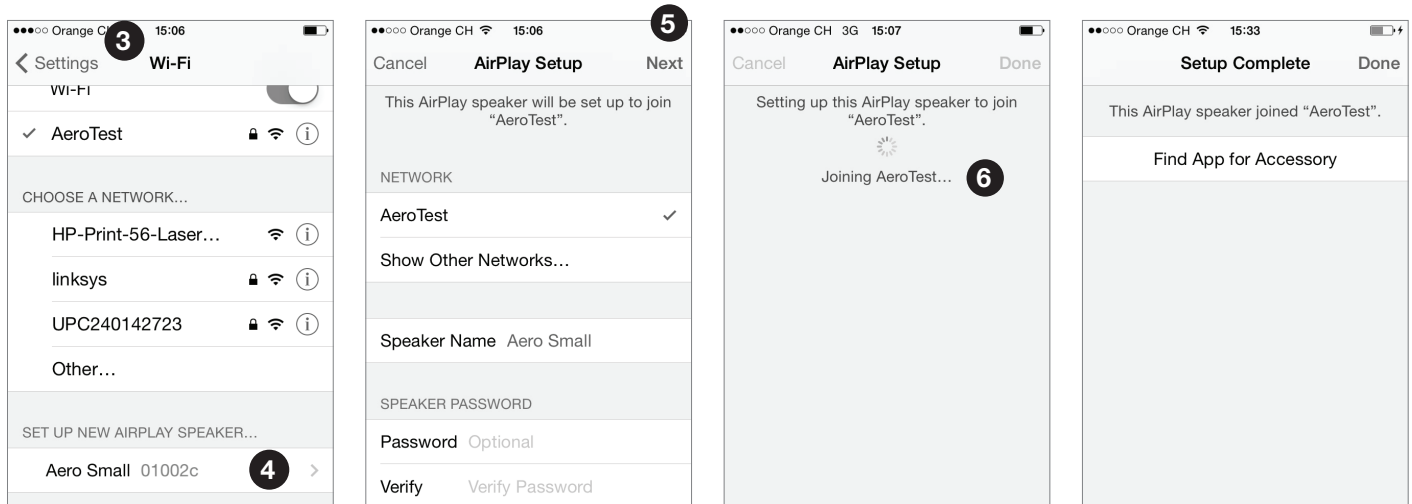 Orange CH 15:06
3
Settings Wi-Fi
Wi-Fi
AeroTest
CHOOSE A NETWORK...
HP-Print-56-Laser...
linksys
UPC240142723
Other...
SET UP NEW AIRPLAY SPEAKER...
Aero Small 01002c 4
5
Orange CH 15:06
Cancel AirPlay Setup Next
This AirPlay speaker will be set up to join
“AeroTest”.
NETWORK
AeroTest
Show Other Networks...
Speaker Name Aero Small
SPEAKER PASSWORD
Password Optional
Verify Verify Password
Orange CH 3G 15:07
Cancel AirPlay Setup Done
Setting up this AirPlay speaker to join
“AeroTest”.
Joining AeroTest... 6
Orange CH 15:33
Setup Complete Done
This AirPlay speaker joined “AeroTest”.
Find App for Accessory